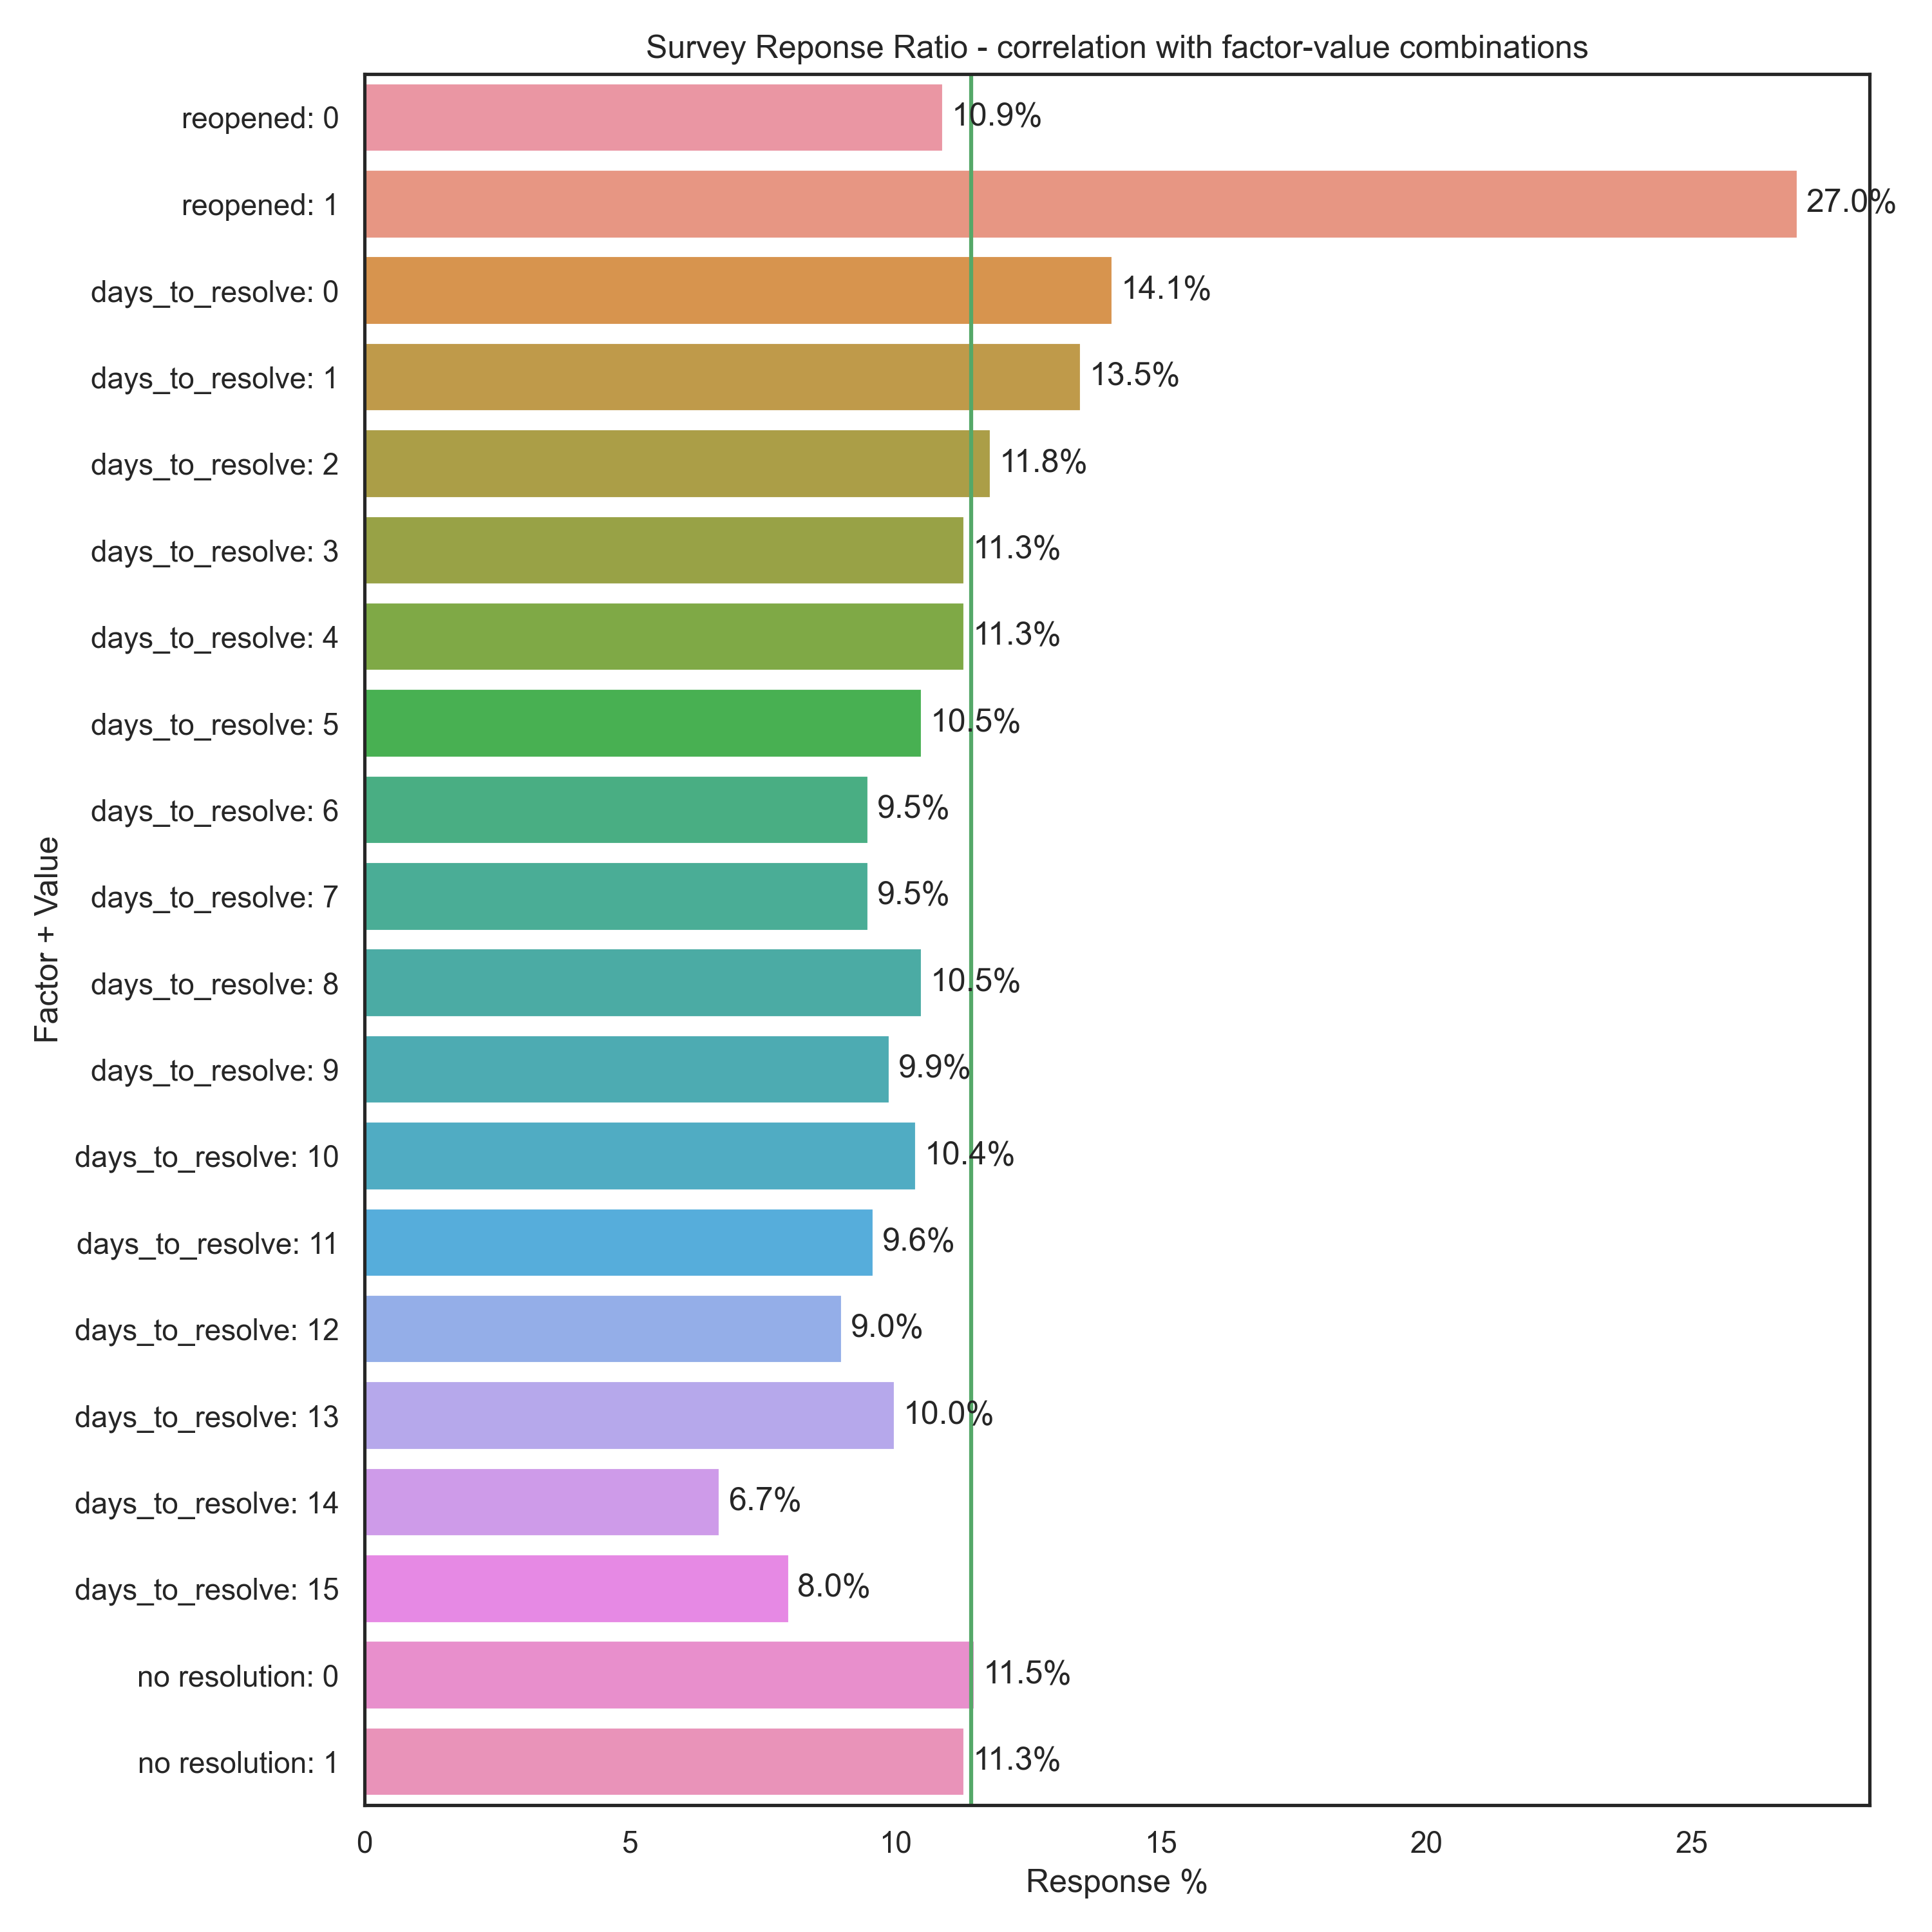 Survey Reponse Ratio - correlation with factor-value combinations
reopened: 0 10.9%
reopened: 1 27.0%
days_to_resolve: 0 14.1%
days_to_resolve: 1 13.5%
days_to_resolve: 2 11.8%
days_to_resolve: 3 11.3%
days_to_resolve: 4 11.3%
days_to_resolve: 5 10.5%
days_to_resolve: 6 9.5%
days_to_resolve: 7 9.5%
days_to_resolve: 8 10.5%
days_to_resolve: 9 9.9%
days_to_resolve: 10 10.4%
days_to_resolve: 11 9.6%
days_to_resolve: 12 9.0%
days_to_resolve: 13 10.0%
days_to_resolve: 14 6.7%
days_to_resolve: 15 8.0%
no resolution: 0 11.5%
no resolution: 1 11.3%
Factor + Value
0 5 10 15 20 25
Response %